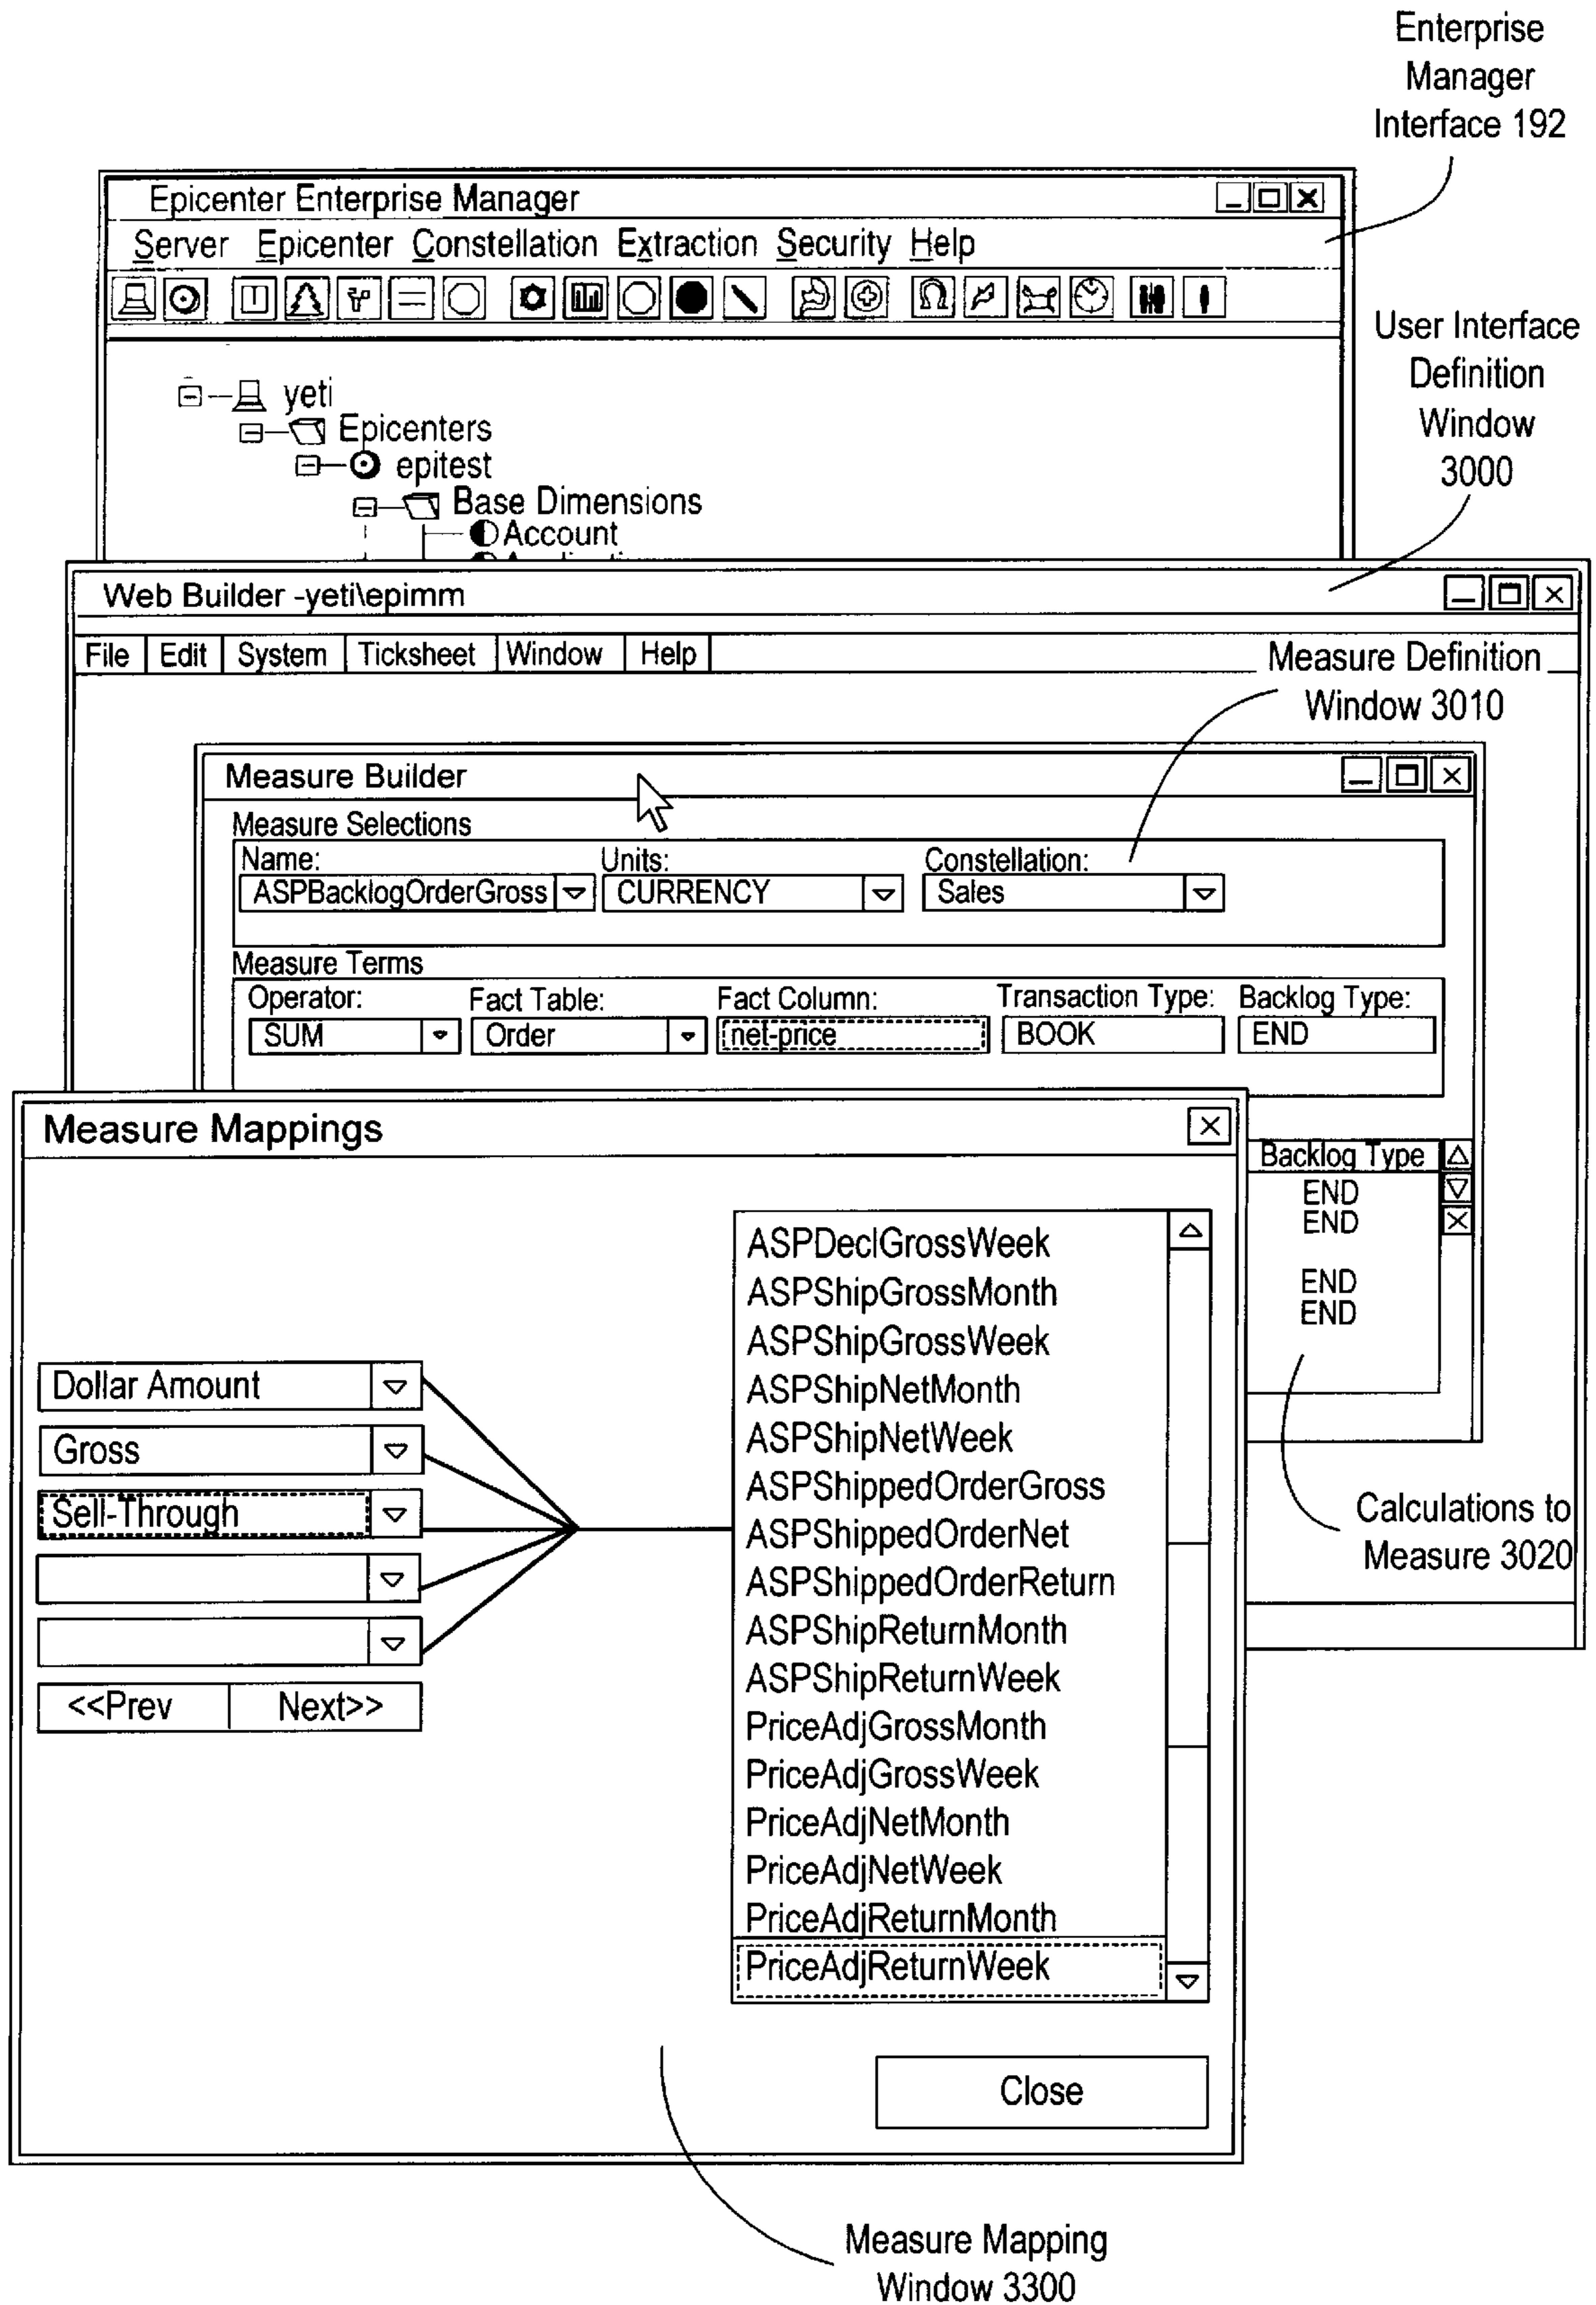 Enterprise
Manager
Interface 192
Epicenter Enterprise Manager
Server Epicenter Constellation Extraction Security Help
User Interface
Definition
Window
3000
yeti
Epicenters
epitest
Base Dimensions
Account
Web Builder -yeti\epimm
File Edit System Ticksheet Window Help
Measure Definition
Window 3010
Measure Builder
Measure Selections
Name: Units: Constellation:
ASPBacklogOrderGross CURRENCY Sales
Measure Terms
Operator: Fact Table: Fact Column: Transaction Type: Backlog Type:
SUM Order net-price BOOK END
Measure Mappings
Backlog Type
END
END
END
END
Dollar Amount
Gross
Sell-Through
<<Prev Next>>
ASPDeclGrossWeek
ASPShipGrossMonth
ASPShipGrossWeek
ASPShipNetMonth
ASPShipNetWeek
ASPShippedOrderGross
ASPShippedOrderNet
ASPShippedOrderReturn
ASPShipReturnMonth
ASPShipReturnWeek
PriceAdjGrossMonth
PriceAdjGrossWeek
PriceAdjNetMonth
PriceAdjNetWeek
PriceAdjReturnMonth
PriceAdjReturnWeek
Calculations to
Measure 3020
Close
Measure Mapping
Window 3300